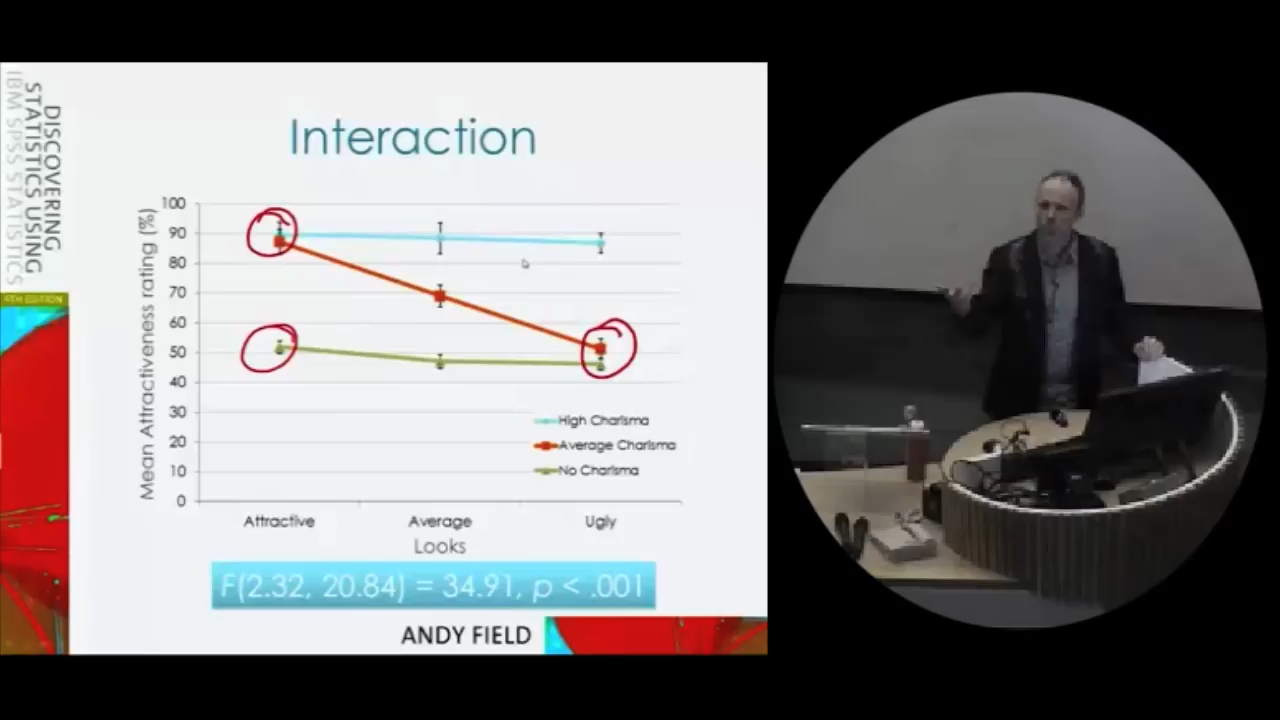 DISCOVERING
STATISTICS USING
IBM SPSS STATISTICS
4TH EDITION
Interaction
Mean Attractiveness rating (%)
100
90
80
70
60
50
40
30
20
10
0
High Charisma
Average Charisma
No Charisma
Attractive
Average
Ugly
Looks
F(2.32, 20.84) = 34.91, p < .001
ANDY FIELD